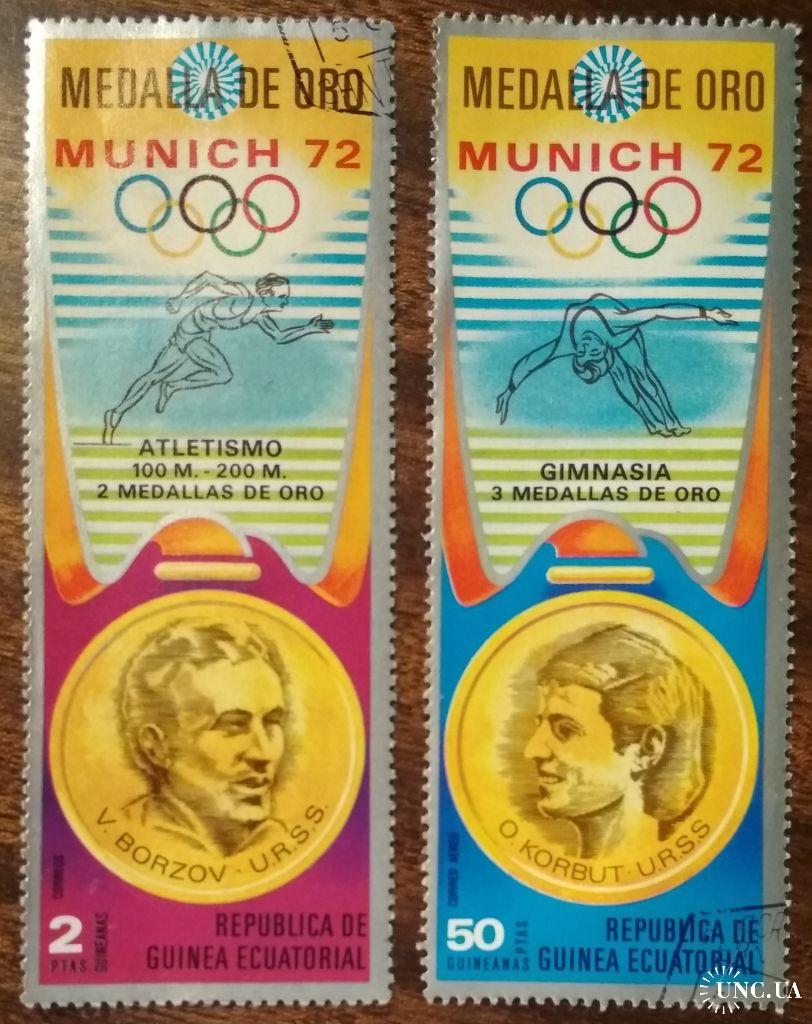 MEDALLA DE ORO
MUNICH 72
ATLETISMO
100 M. - 200 M.
2 MEDALLAS DE ORO
V. BORZOV · U.R.S.S.
CORREOS
2
PTAS.
GUINEANAS
REPUBLICA DE
GUINEA ECUATORIAL
MEDALLA DE ORO
MUNICH 72
GIMNASIA
3 MEDALLAS DE ORO
O. KORBUT · U.R.S.S
CORREO AEREO
50
PTAS.
GUINEANAS
REPUBLICA DE
GUINEA ECUATORIAL
UNC.UA